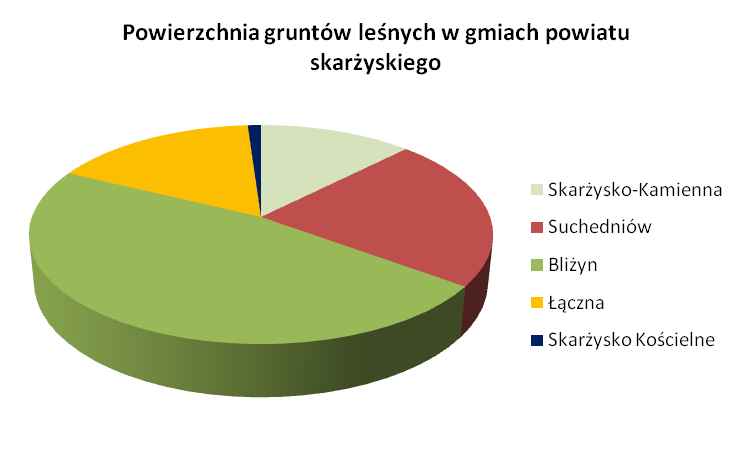 Powierzchnia gruntów leśnych w gmiach powiatu
skarżyskiego
Skarżysko-Kamienna
Suchedniów
Bliżyn
Łączna
Skarżysko Kościelne